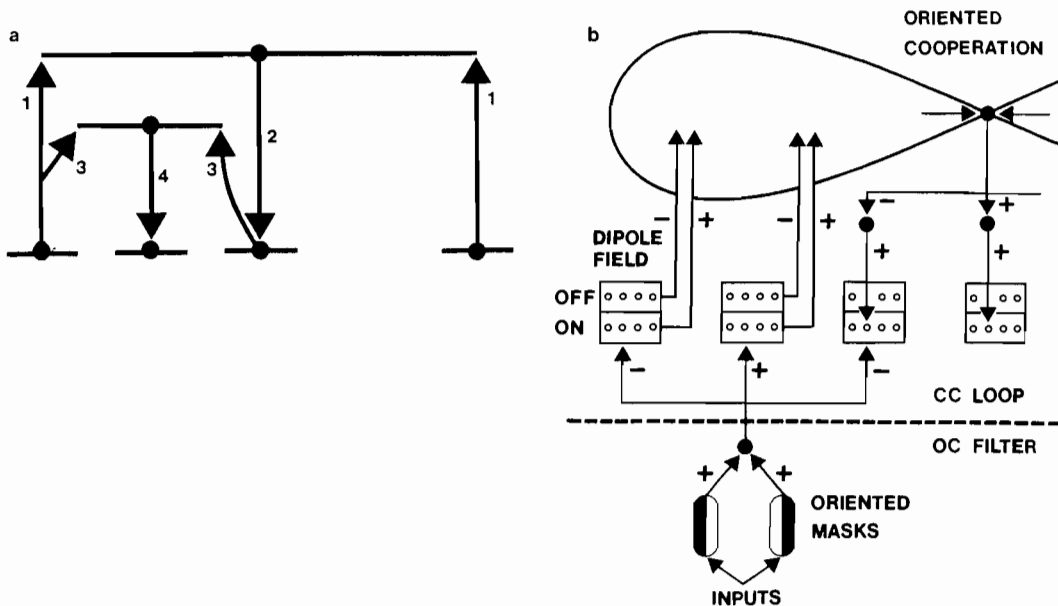 a
1
3
4
2
3
1
b
ORIENTED
COOPERATION
- +
- +
- +
+ +
DIPOLE
FIELD
OFF
ON
- + -
CC LOOP
OC FILTER
+ +
ORIENTED
MASKS
INPUTS